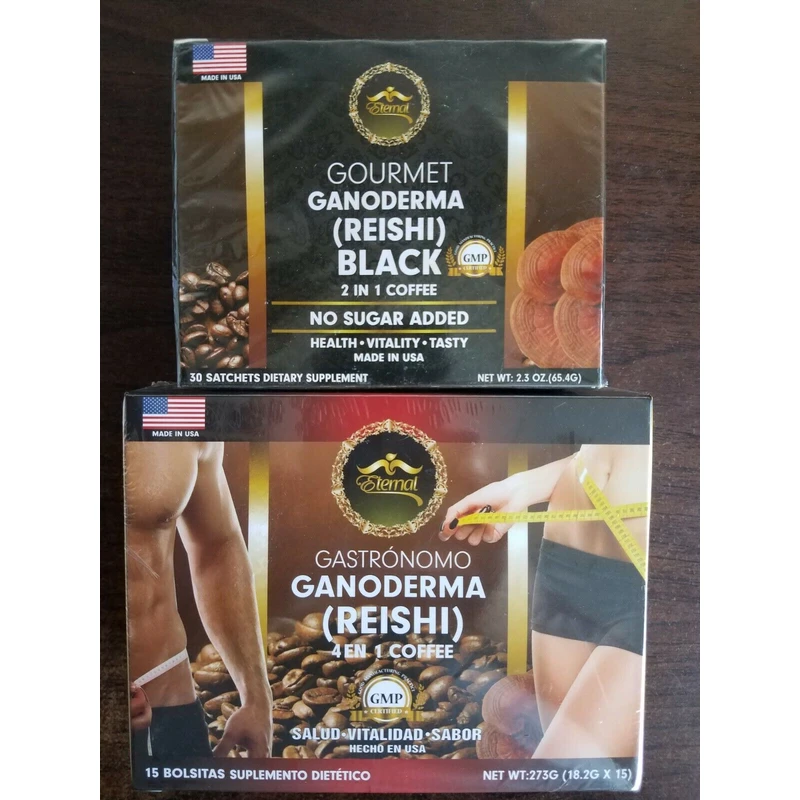 MADE IN USA
Eternal
GOURMET
GANODERMA
(REISHI)
BLACK
GMP
CERTIFIED
2 IN 1 COFFEE
NO SUGAR ADDED
HEALTH•VITALITY•TASTY
MADE IN USA
30 SATCHETS DIETARY SUPPLEMENT
NET WT: 2.3 OZ.(65.4G)
MADE IN USA
Eternal
GASTRÓNOMO
GANODERMA
(REISHI)
4 EN 1 COFFEE
GMP
CERTIFIED
SALUD•VITALIDAD•SABOR
HECHO EN USA
15 BOLSITAS SUPLEMENTO DIETÉTICO
NET WT:273G (18.2G X 15)